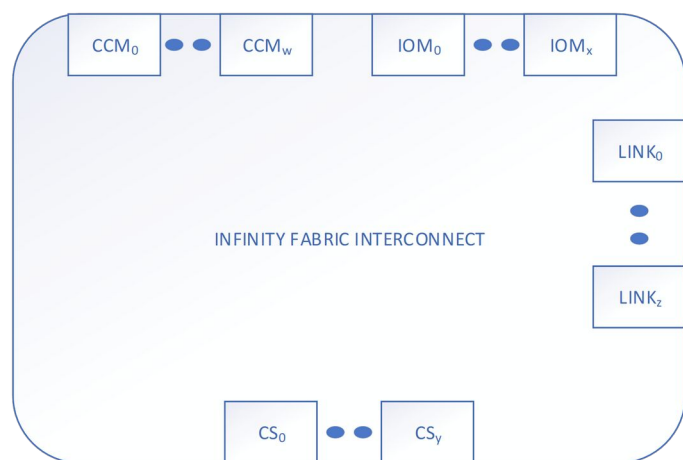 CCM₀ CCMw IOM₀ IOMₓ
LINK₀
INFINITY FABRIC INTERCONNECT
LINKz
CS₀ CSy